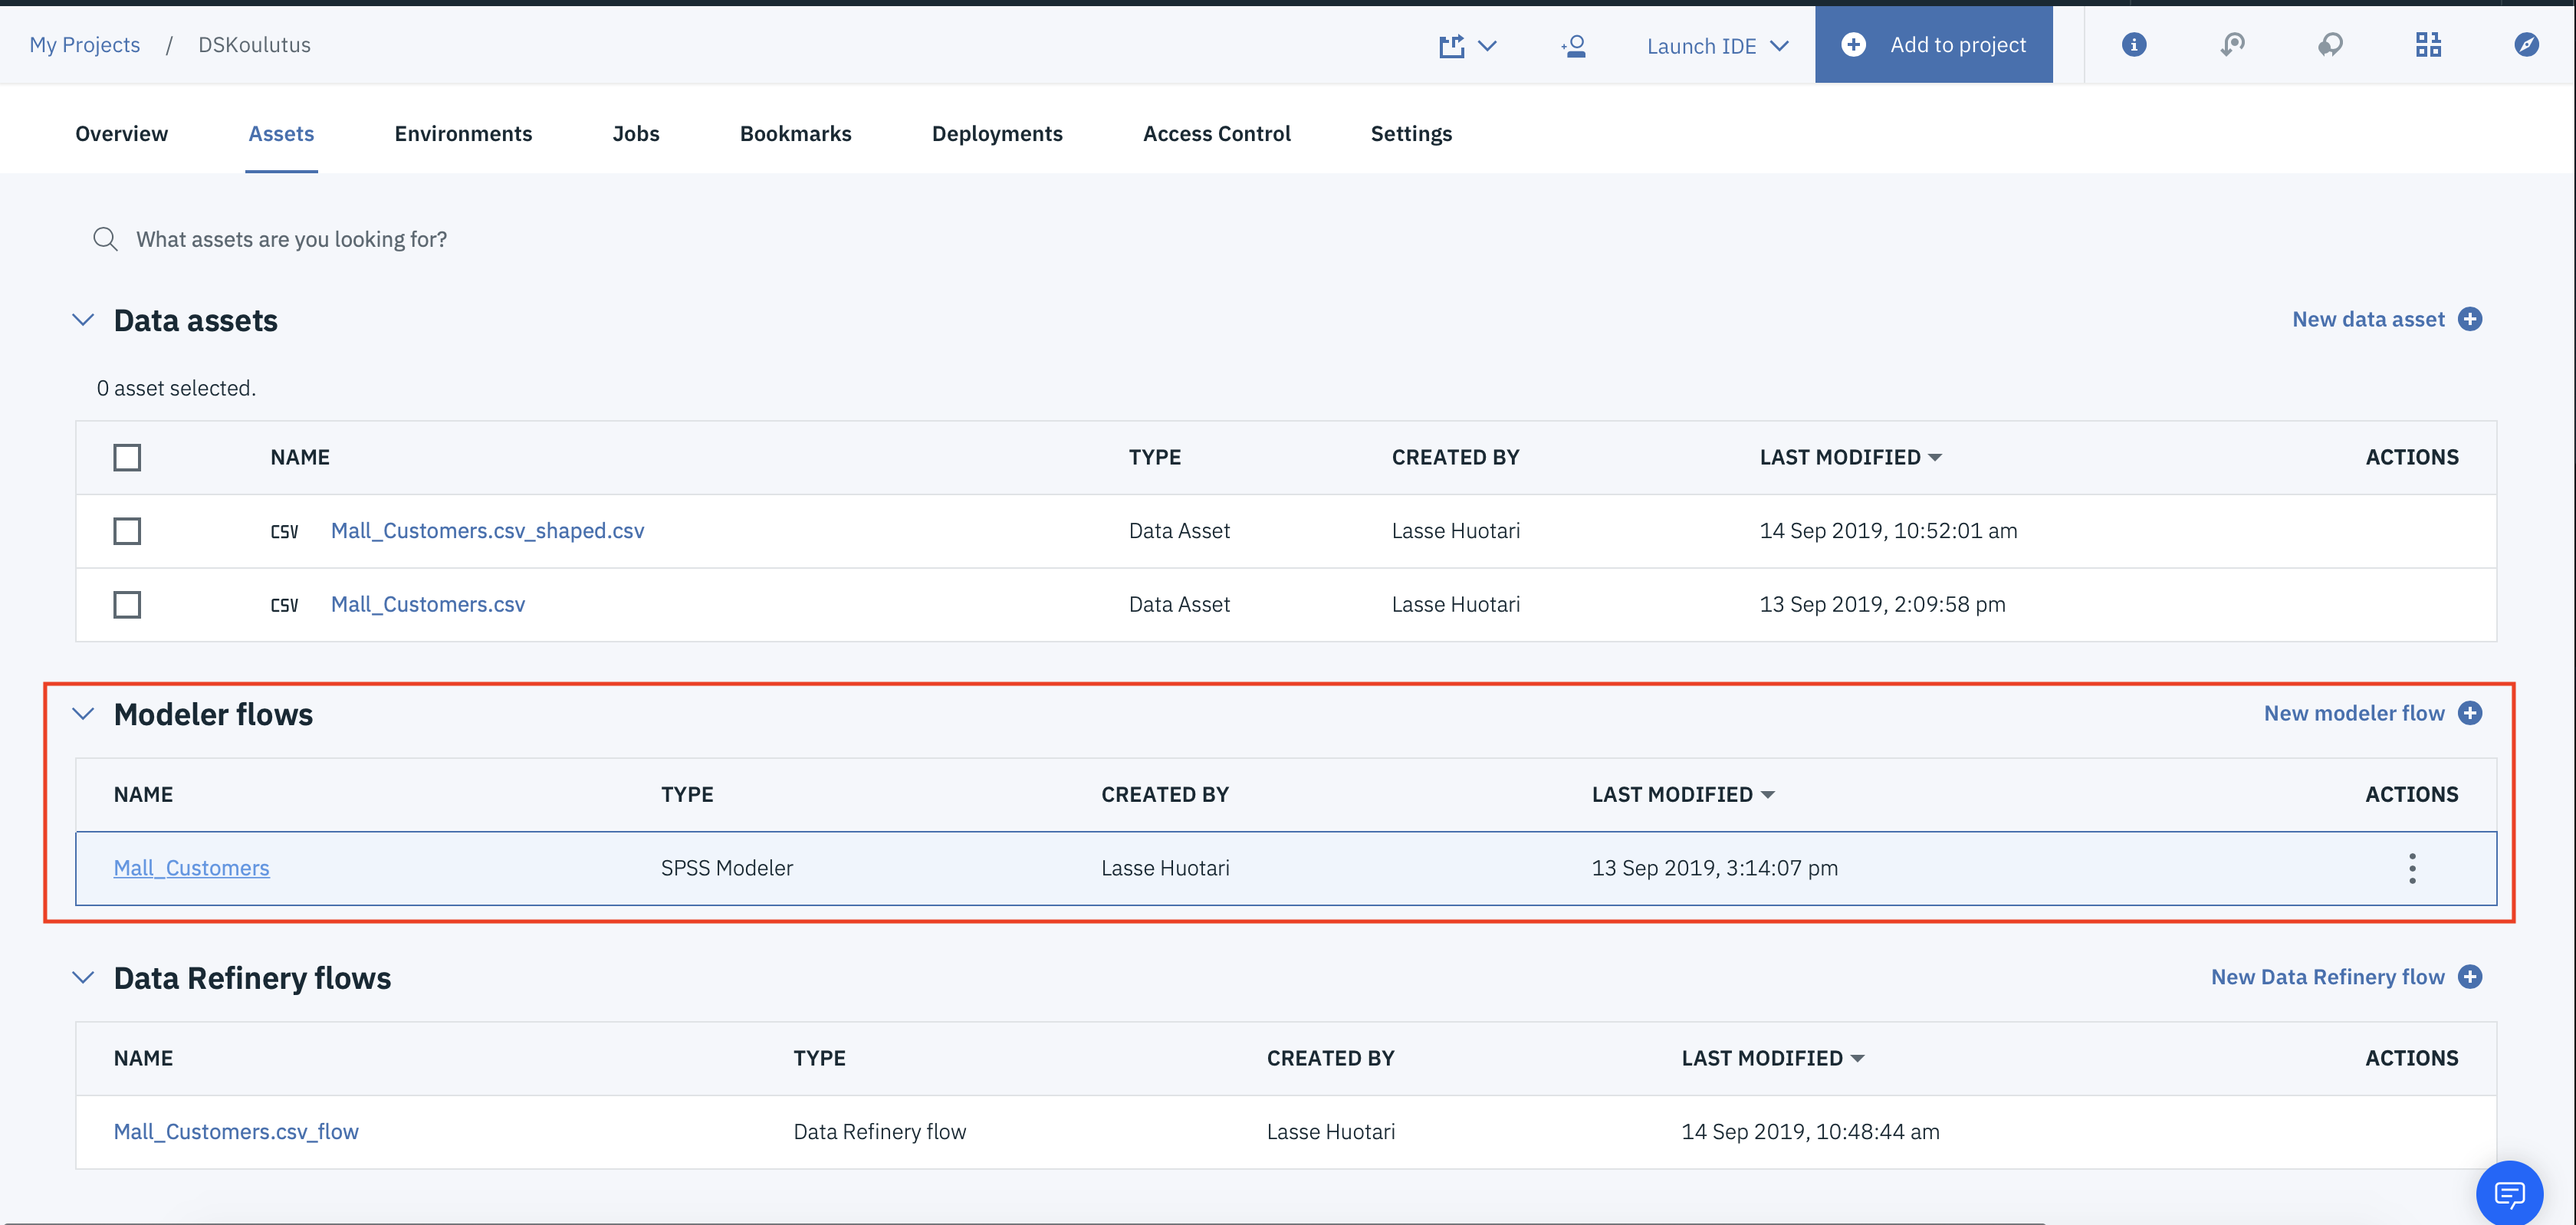 My Projects / DSKoulutus Launch IDE Add to project
Overview Assets Environments Jobs Bookmarks Deployments Access Control Settings
What assets are you looking for?
Data assets New data asset
0 asset selected.
NAME TYPE CREATED BY LAST MODIFIED ACTIONS
CSV Mall_Customers.csv_shaped.csv Data Asset Lasse Huotari 14 Sep 2019, 10:52:01 am
CSV Mall_Customers.csv Data Asset Lasse Huotari 13 Sep 2019, 2:09:58 pm
Modeler flows New modeler flow
NAME TYPE CREATED BY LAST MODIFIED ACTIONS
Mall_Customers SPSS Modeler Lasse Huotari 13 Sep 2019, 3:14:07 pm
Data Refinery flows New Data Refinery flow
NAME TYPE CREATED BY LAST MODIFIED ACTIONS
Mall_Customers.csv_flow Data Refinery flow Lasse Huotari 14 Sep 2019, 10:48:44 am